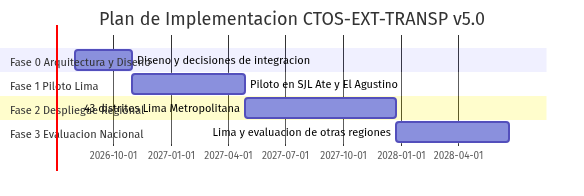 Plan de Implementacion CTOS-EXT-TRANSP v5.0
Fase 0 Arquitectura y Diseno
Diseno y decisiones de integracion
Fase 1 Piloto Lima
Piloto en SJL Ate y El Agustino
Fase 2 Despliegue Regional
43 distritos Lima Metropolitana
Fase 3 Evaluacion Nacional
Lima y evaluacion de otras regiones
2026-10-01 2027-01-01 2027-04-01 2027-07-01 2027-10-01 2028-01-01 2028-04-01